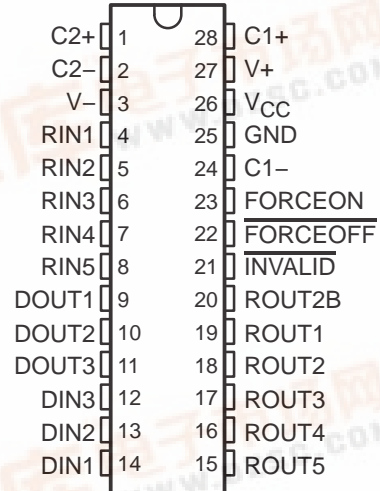 C2+ 1 28 C1+
C2− 2 27 V+
V− 3 26 VCC
RIN1 4 25 GND
RIN2 5 24 C1−
RIN3 6 23 FORCEON
RIN4 7 22 FORCEOFF
RIN5 8 21 INVALID
DOUT1 9 20 ROUT2B
DOUT2 10 19 ROUT1
DOUT3 11 18 ROUT2
DIN3 12 17 ROUT3
DIN2 13 16 ROUT4
DIN1 14 15 ROUT5